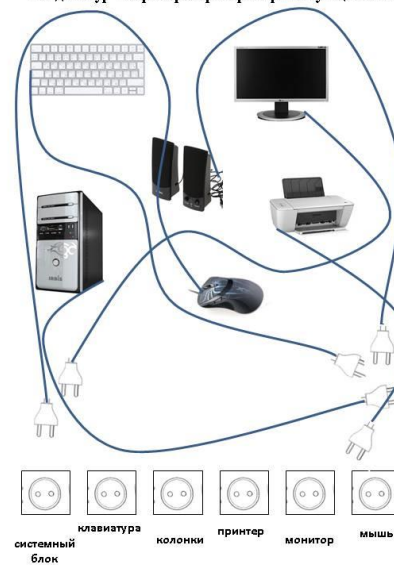 клавиатура
колонки
принтер
монитор
мышь
системный
блок